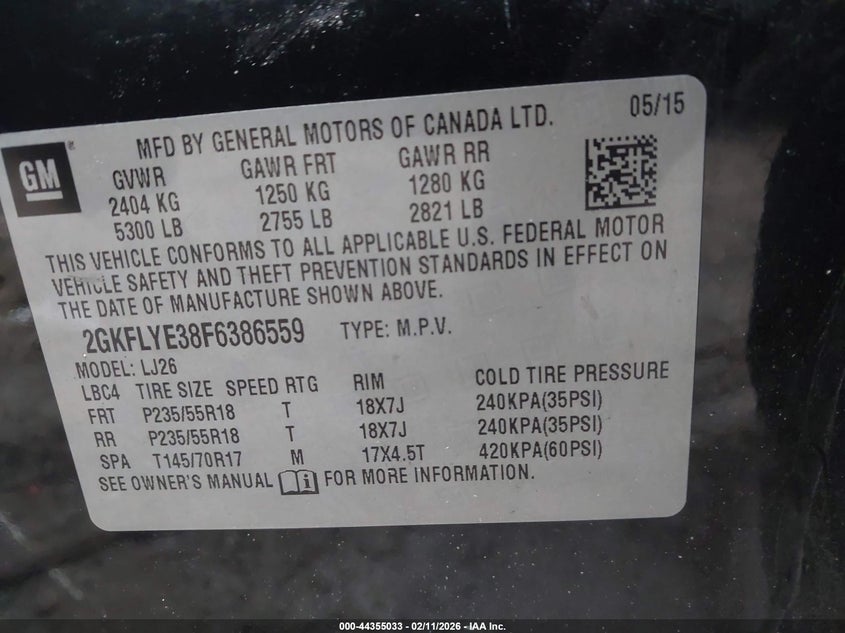 MFD BY GENERAL MOTORS OF CANADA LTD. 05/15
GM®
GVWR GAWR FRT GAWR RR
2404 KG 1250 KG 1280 KG
5300 LB 2755 LB 2821 LB
THIS VEHICLE CONFORMS TO ALL APPLICABLE U.S. FEDERAL MOTOR
VEHICLE SAFETY AND THEFT PREVENTION STANDARDS IN EFFECT ON
THE DATE OF MANUFACTURE SHOWN ABOVE.
2GKFLYE38F6386559 TYPE: M.P.V.
MODEL: LJ26
LBC4 TIRE SIZE SPEED RTG RIM COLD TIRE PRESSURE
FRT P235/55R18 T 18X7J 240KPA(35PSI)
RR P235/55R18 T 18X7J 240KPA(35PSI)
SPA T145/70R17 M 17X4.5T 420KPA(60PSI)
SEE OWNER'S MANUAL FOR MORE INFORMATION.
000-44355033 - 02/11/2026 - IAA Inc.